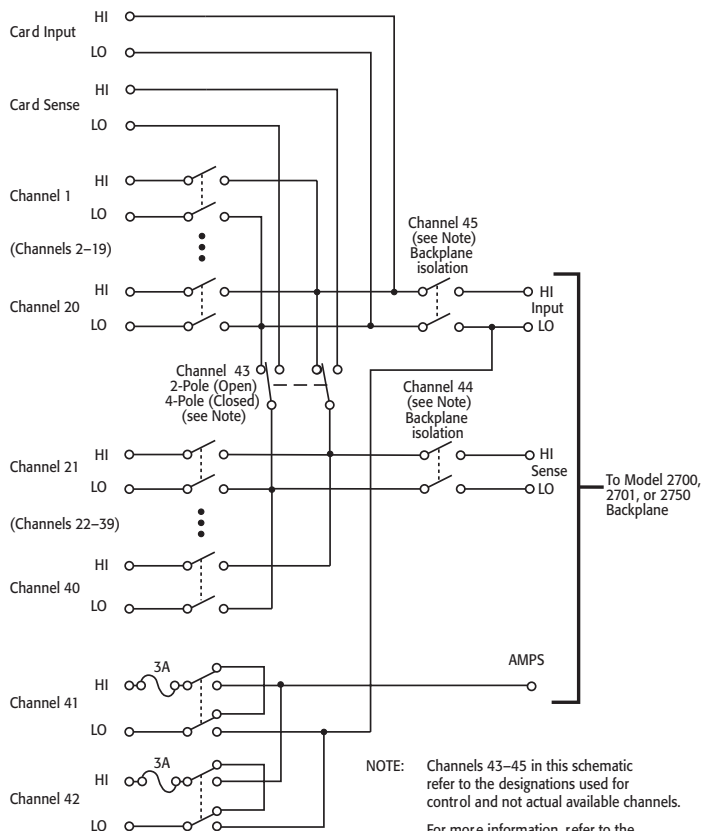 Card Input
HI
LO
Card Sense
HI
LO
Channel 1
HI
LO
(Channels 2–19)
Channel 20
HI
LO
Channel 45
(see Note)
Backplane
isolation
HI
Input
LO
Channel 43
2-Pole (Open)
4-Pole (Closed)
(see Note)
Channel 44
(see Note)
Backplane
isolation
Channel 21
HI
LO
HI
Sense
LO
To Model 2700,
2701, or 2750
Backplane
(Channels 22–39)
Channel 40
HI
LO
AMPS
Channel 41
3A
HI
LO
Channel 42
3A
HI
LO
NOTE: Channels 43–45 in this schematic
refer to the designations used for
control and not actual available channels.
For more information, refer to the